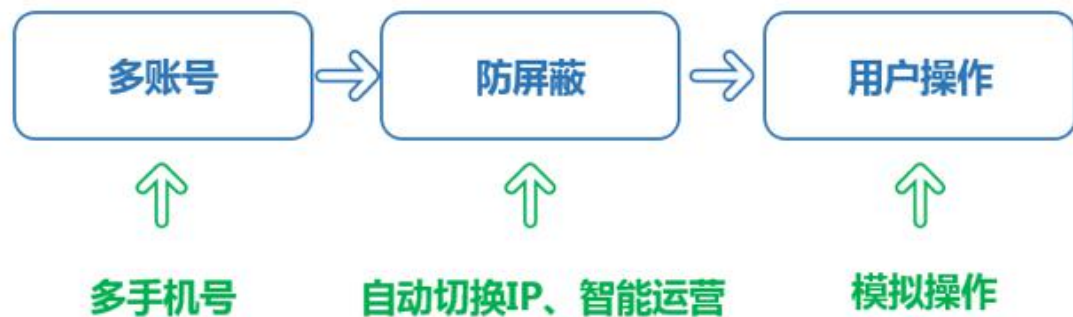 多账号
防屏蔽
用户操作
多手机号
自动切换IP、智能运营
模拟操作